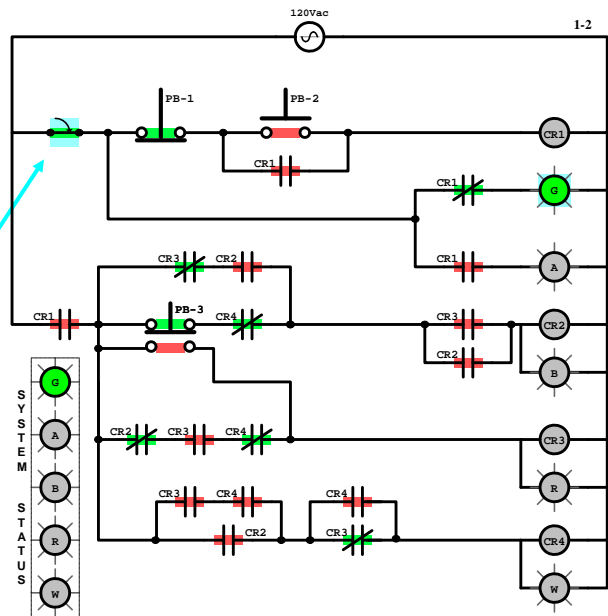 120Vac
1-2
PB-1
PB-2
CR1
CR1
CR1
G
CR1
A
CR3 CR2
PB-3
CR1
CR4
CR3
CR2
CR2
B
CR2 CR3 CR4
CR3
R
CR3 CR4
CR4
CR2
CR3
CR4
W
SYSTEM STATUS
G
A
B
R
W